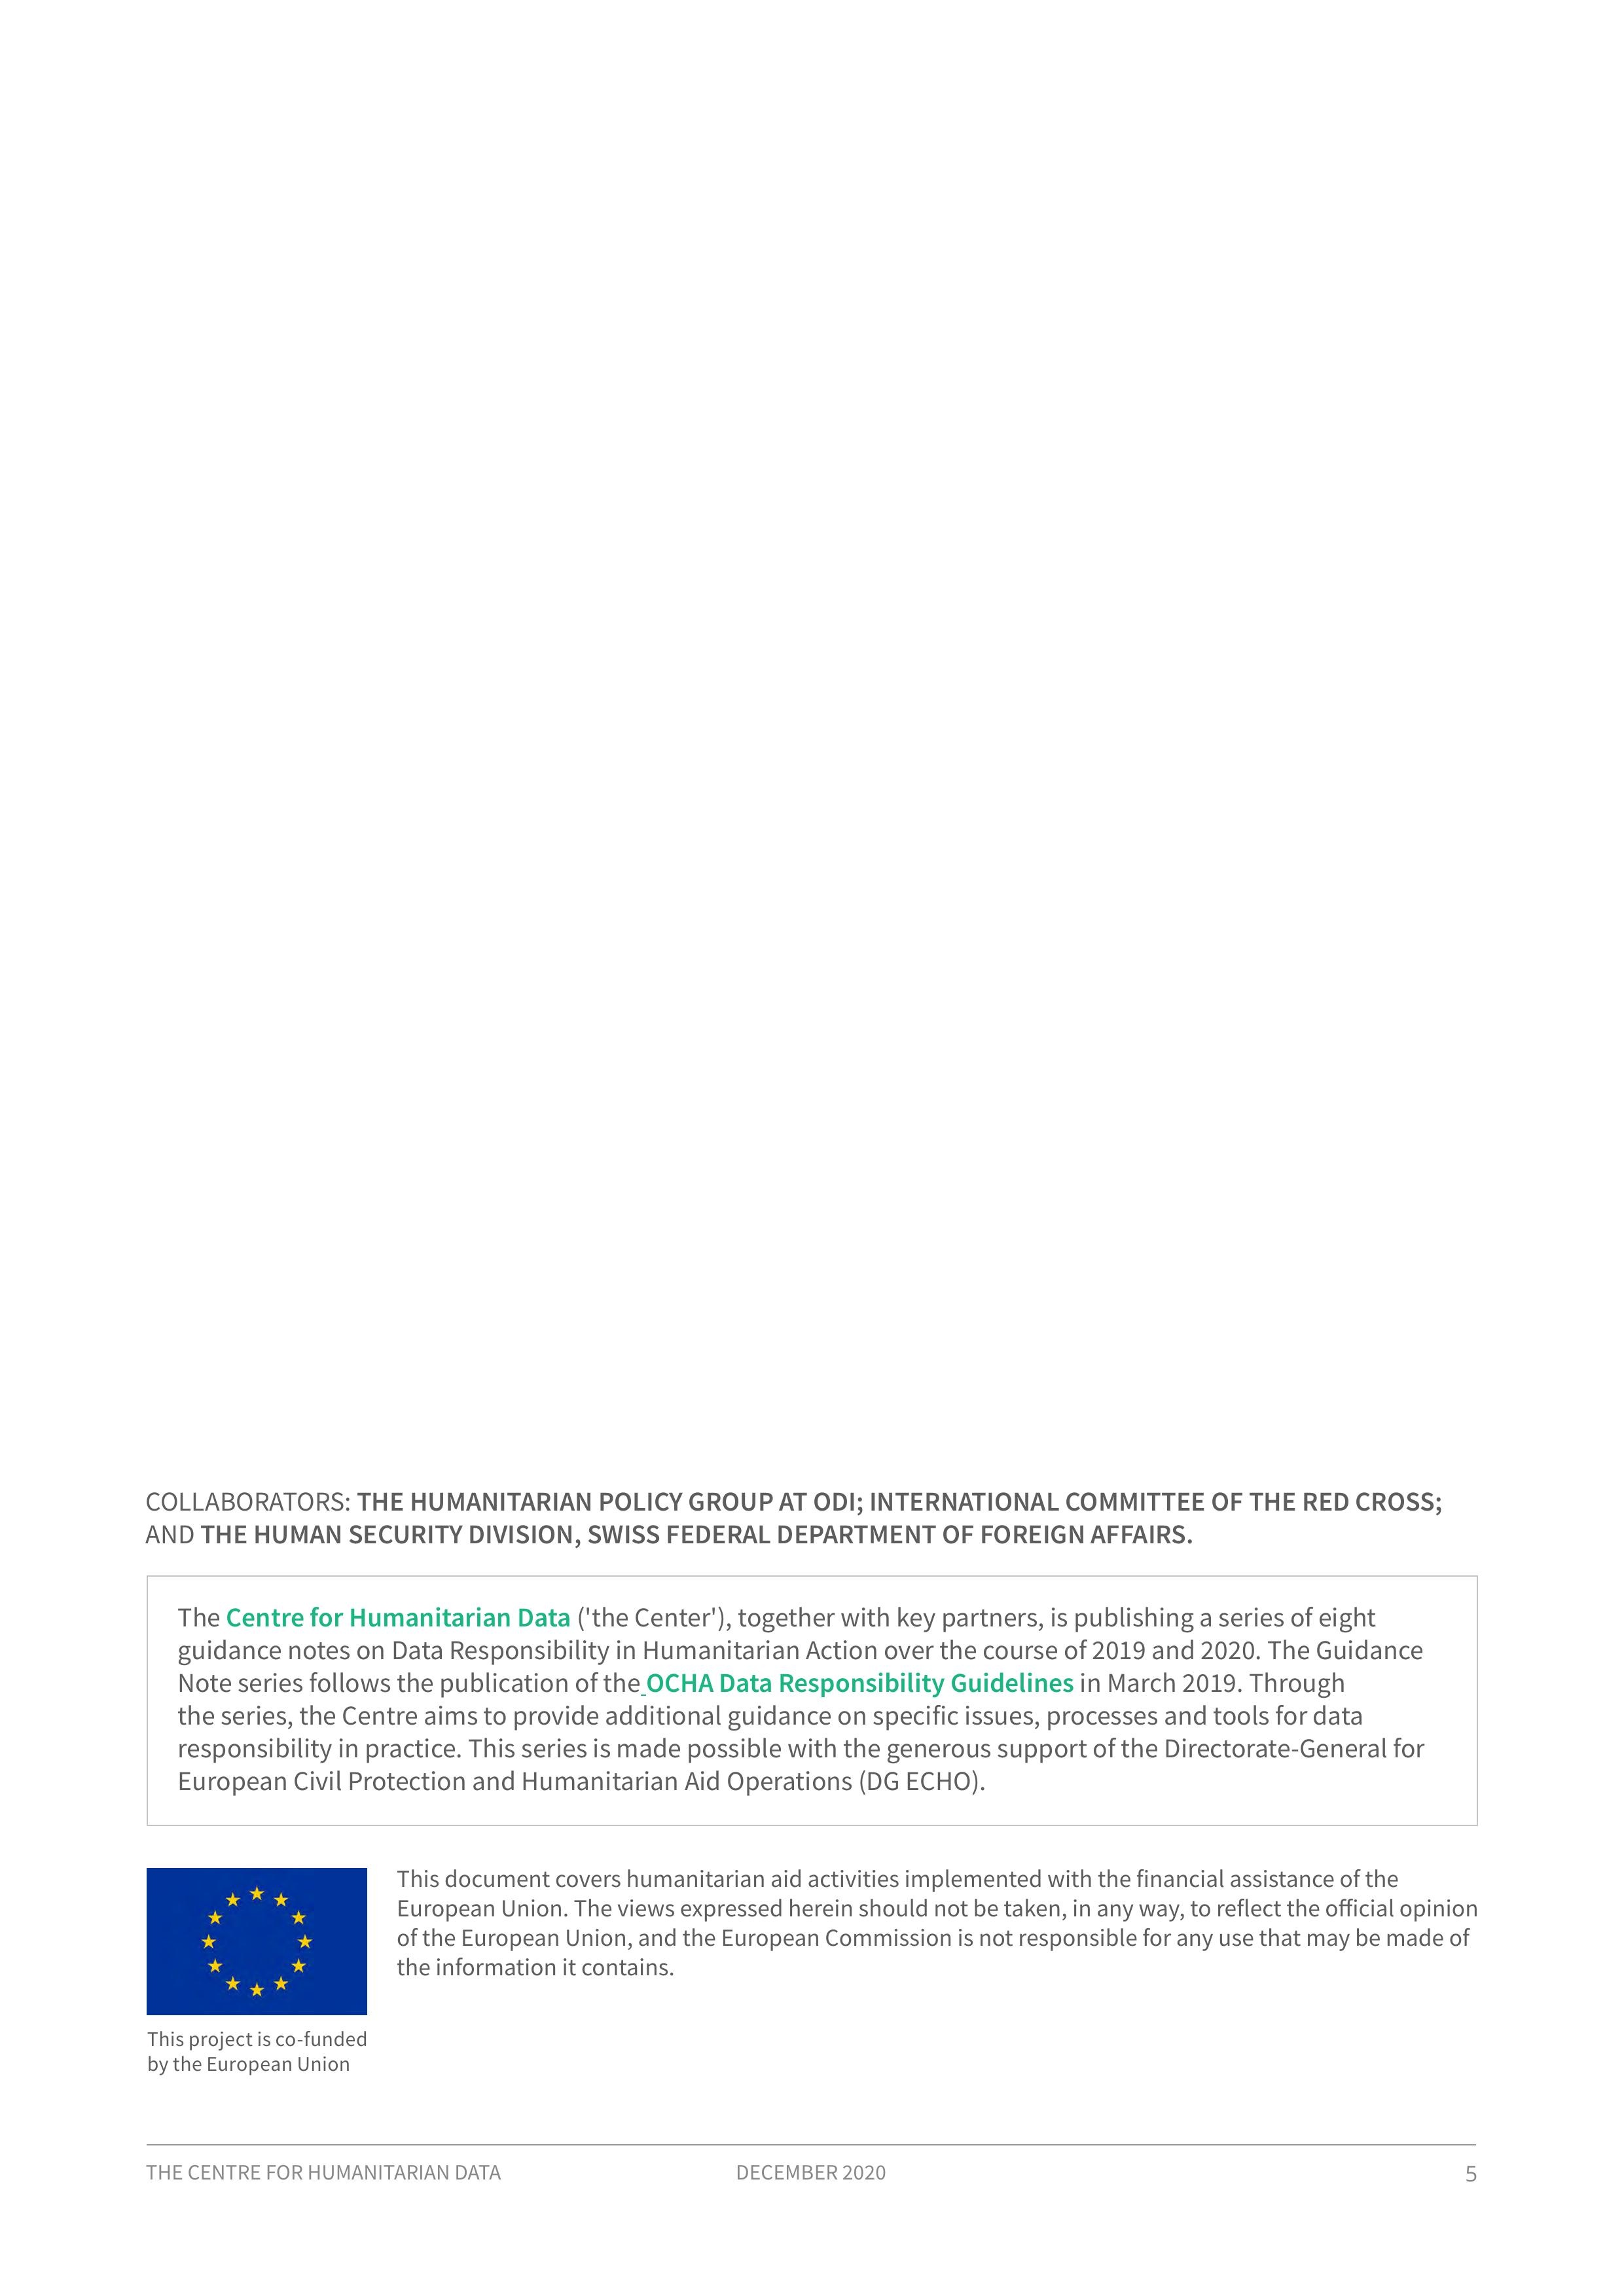 COLLABORATORS: THE HUMANITARIAN POLICY GROUP AT ODI; INTERNATIONAL COMMITTEE OF THE RED CROSS;
AND THE HUMAN SECURITY DIVISION, SWISS FEDERAL DEPARTMENT OF FOREIGN AFFAIRS.
The Centre for Humanitarian Data ('the Center'), together with key partners, is publishing a series of eight
guidance notes on Data Responsibility in Humanitarian Action over the course of 2019 and 2020. The Guidance
Note series follows the publication of the OCHA Data Responsibility Guidelines in March 2019. Through
the series, the Centre aims to provide additional guidance on specific issues, processes and tools for data
responsibility in practice. This series is made possible with the generous support of the Directorate-General for
European Civil Protection and Humanitarian Aid Operations (DG ECHO).
This document covers humanitarian aid activities implemented with the financial assistance of the
European Union. The views expressed herein should not be taken, in any way, to reflect the official opinion
of the European Union, and the European Commission is not responsible for any use that may be made of
the information it contains.
This project is co-funded
by the European Union
THE CENTRE FOR HUMANITARIAN DATA
DECEMBER 2020
5